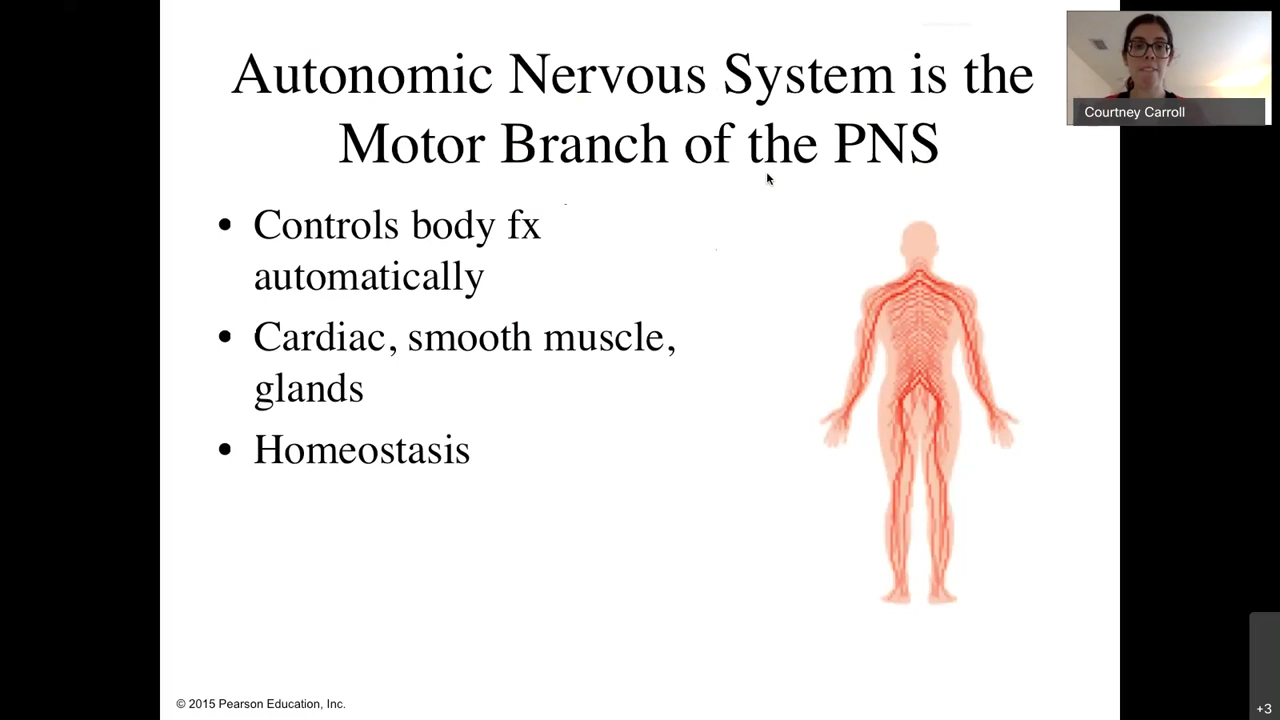 Autonomic Nervous System is the
Motor Branch of the PNS
Courtney Carroll
• Controls body fx
automatically
• Cardiac, smooth muscle,
glands
• Homeostasis
© 2015 Pearson Education, Inc.
+3